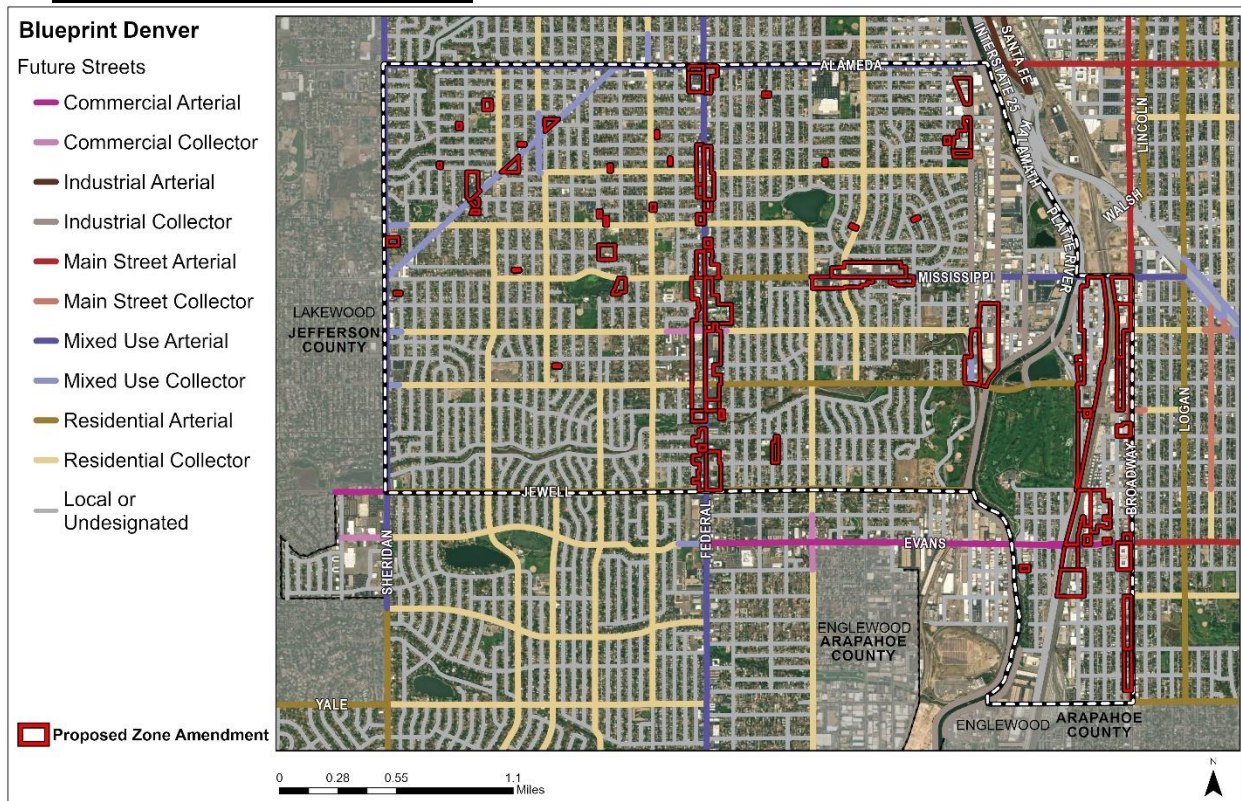 Blueprint Denver
Future Streets
Commercial Arterial
Commercial Collector
Industrial Arterial
Industrial Collector
Main Street Arterial
Main Street Collector
Mixed Use Arterial
Mixed Use Collector
Residential Arterial
Residential Collector
Local or
Undesignated
Proposed Zone Amendment
ALAMEDA
INTERSTATE 25
SANTA FE
KALAMATH
PLATTE RIVER
LINCOLN
WALSH
MISSISSIPPI
LAKEWOOD
JEFFERSON
COUNTY
LOGAN
BROADWAY
JEWELL
SHERIDAN
FEDERAL
EVANS
ENGLEWOOD
ARAPAHOE
COUNTY
YALE
ENGLEWOOD
ARAPAHOE
COUNTY
0 0.28 0.55 1.1
Miles
N